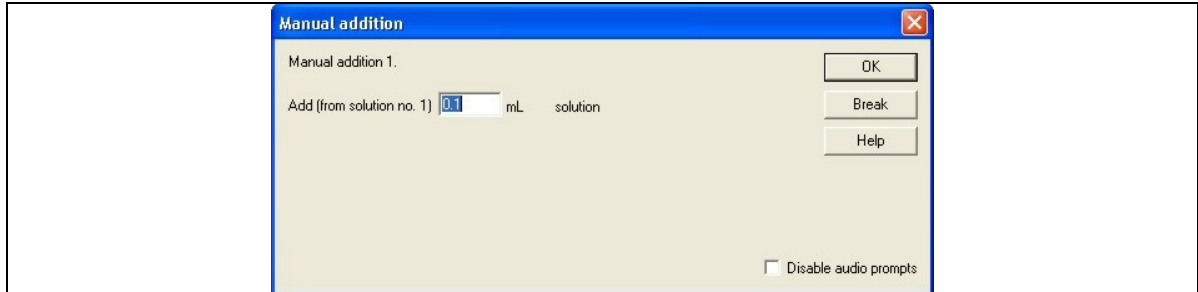 Manual addition
Manual addition 1.
OK
Add (from solution no. 1) 0.1 mL solution
Break
Help
Disable audio prompts